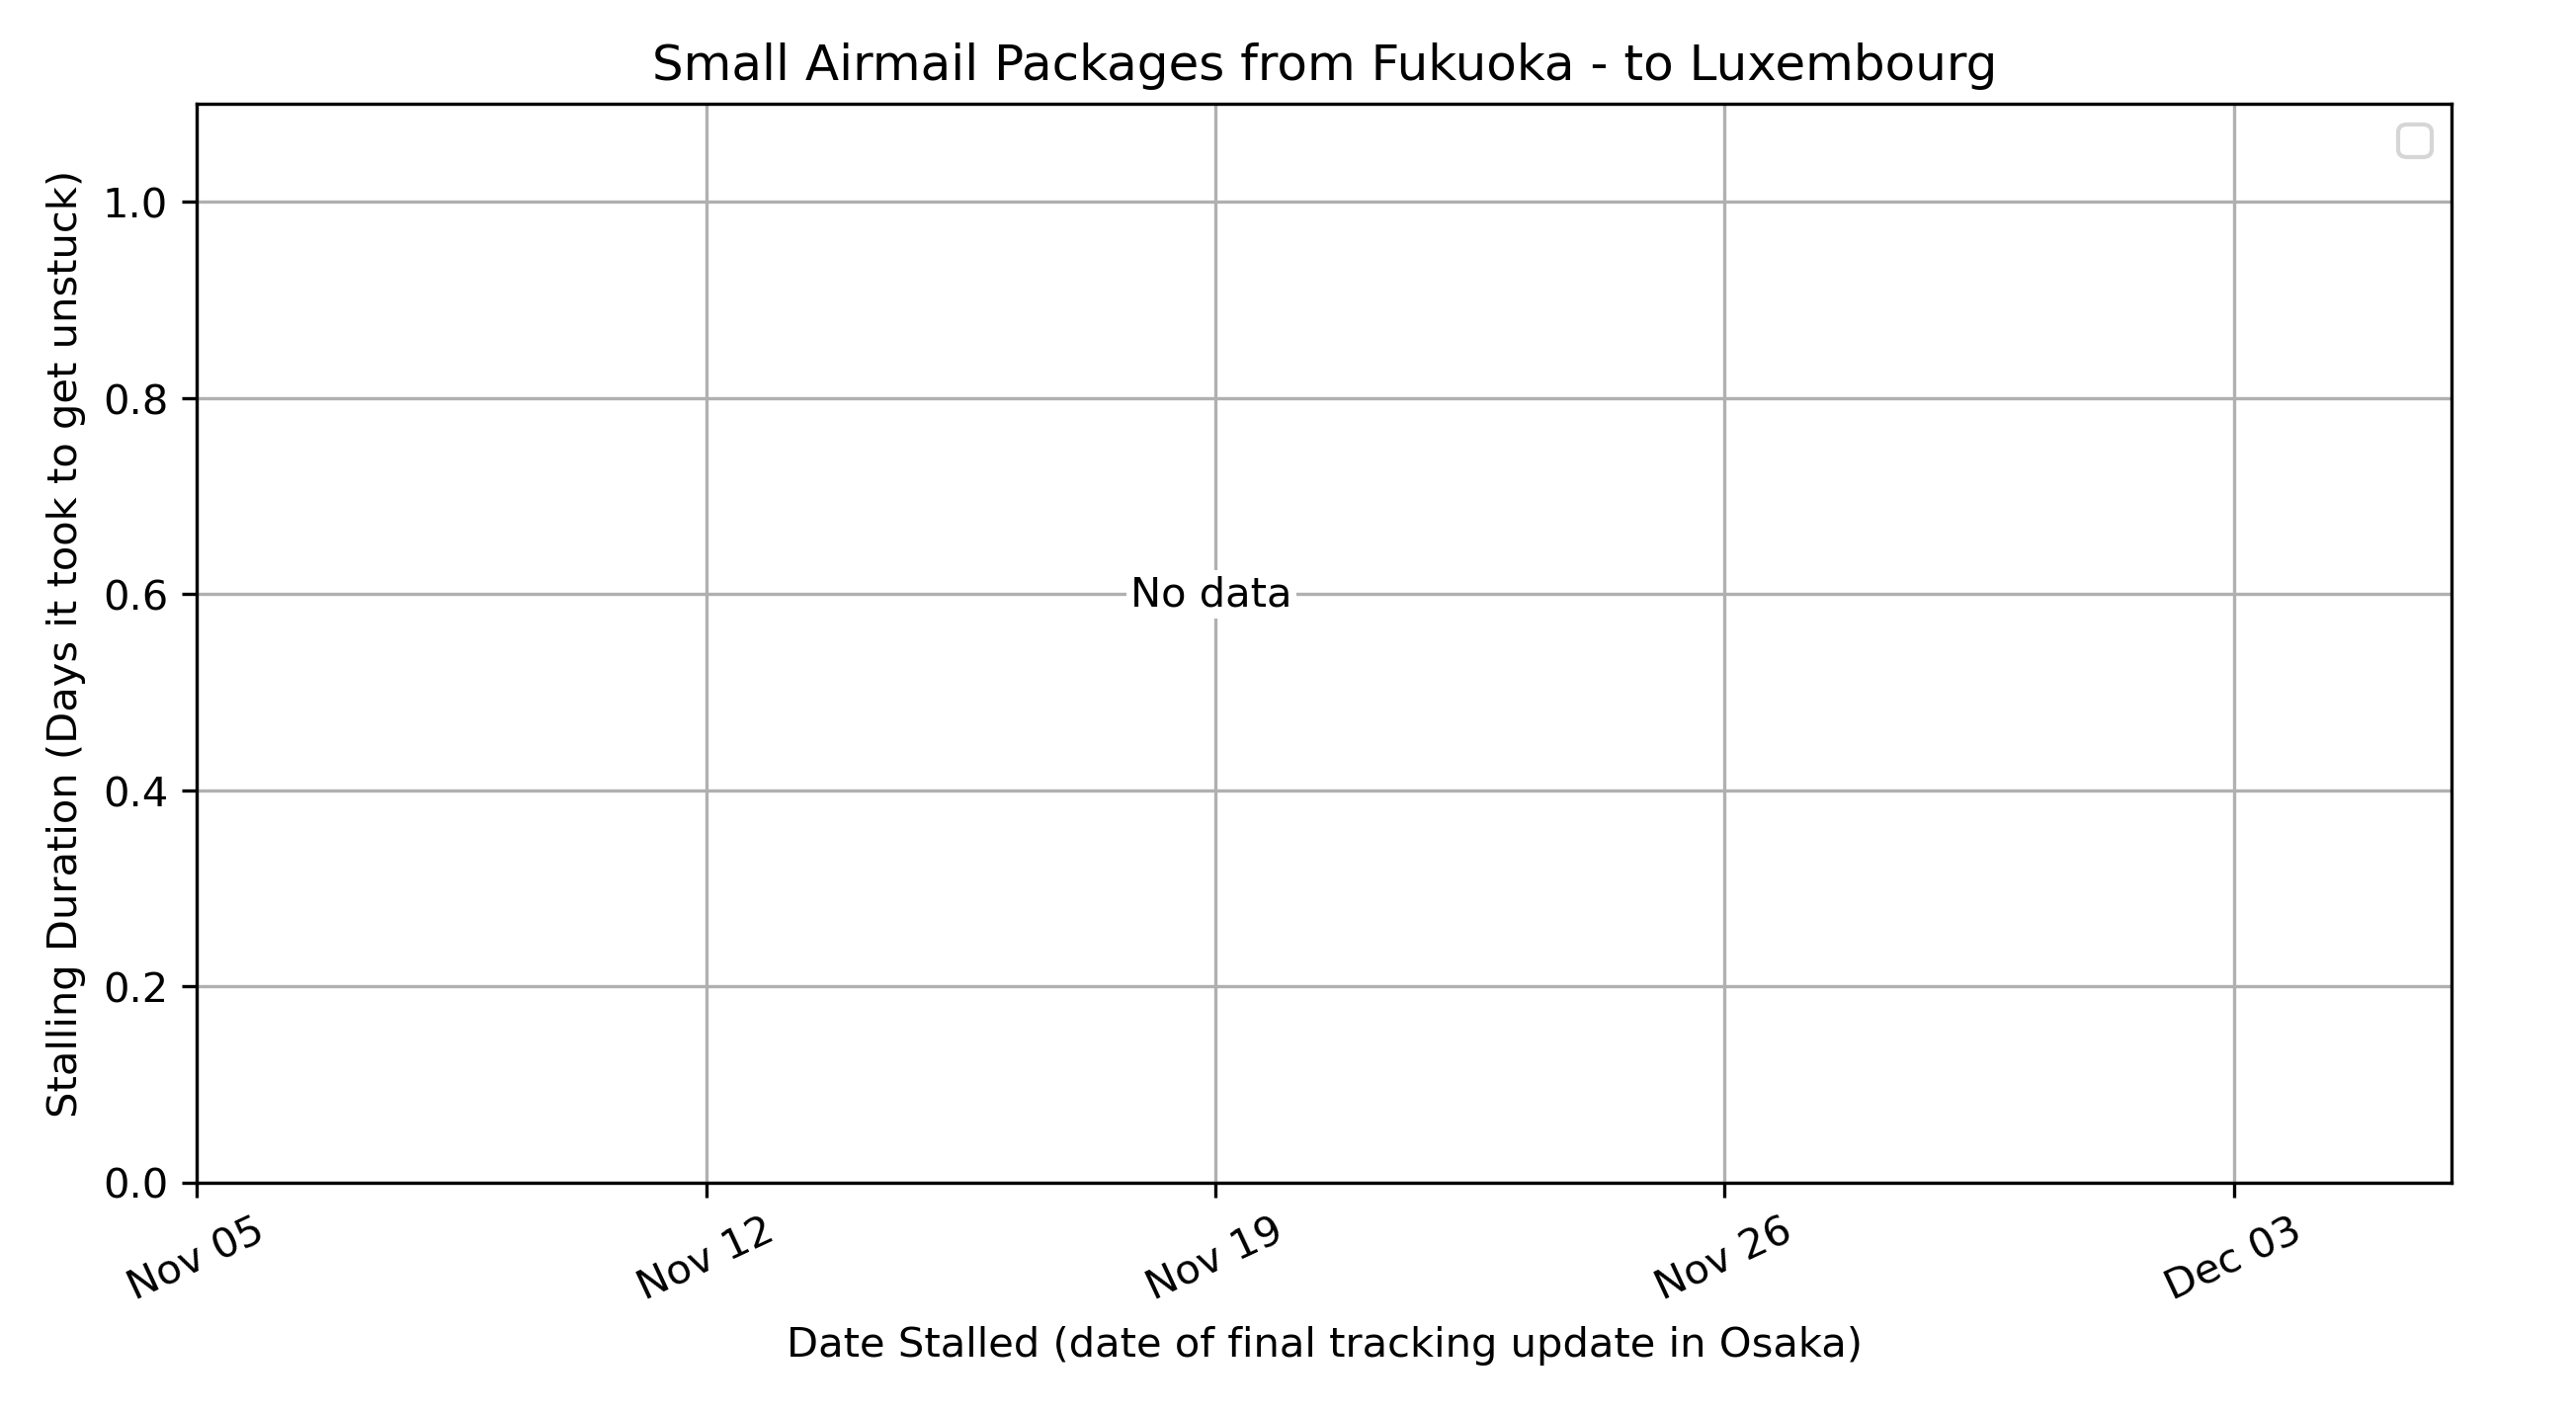 Small Airmail Packages from Fukuoka - to Luxembourg
Stalling Duration (Days it took to get unstuck)
1.0
0.8
0.6
0.4
0.2
0.0
No data
Nov 05
Nov 12
Nov 19
Nov 26
Dec 03
Date Stalled (date of final tracking update in Osaka)